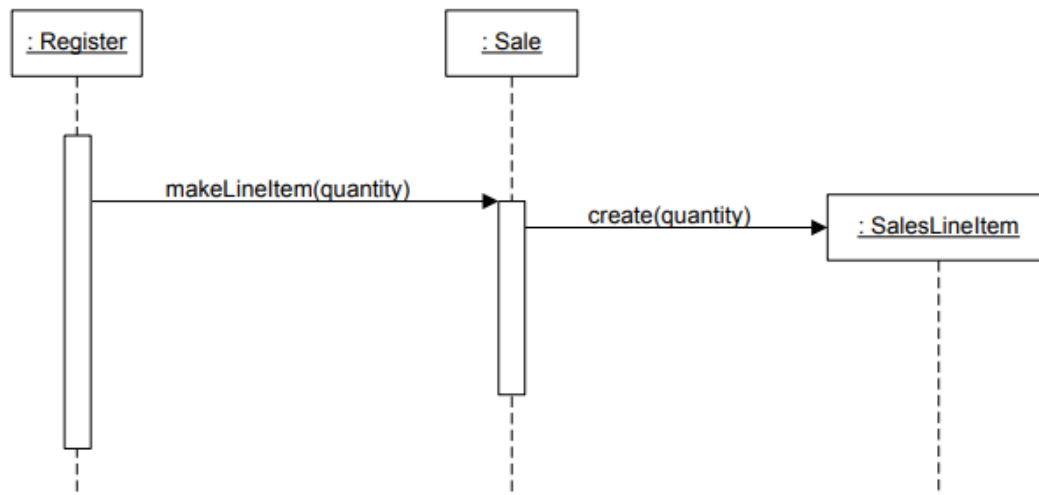 : Register
: Sale
makeLineItem(quantity)
create(quantity)
: SalesLineItem